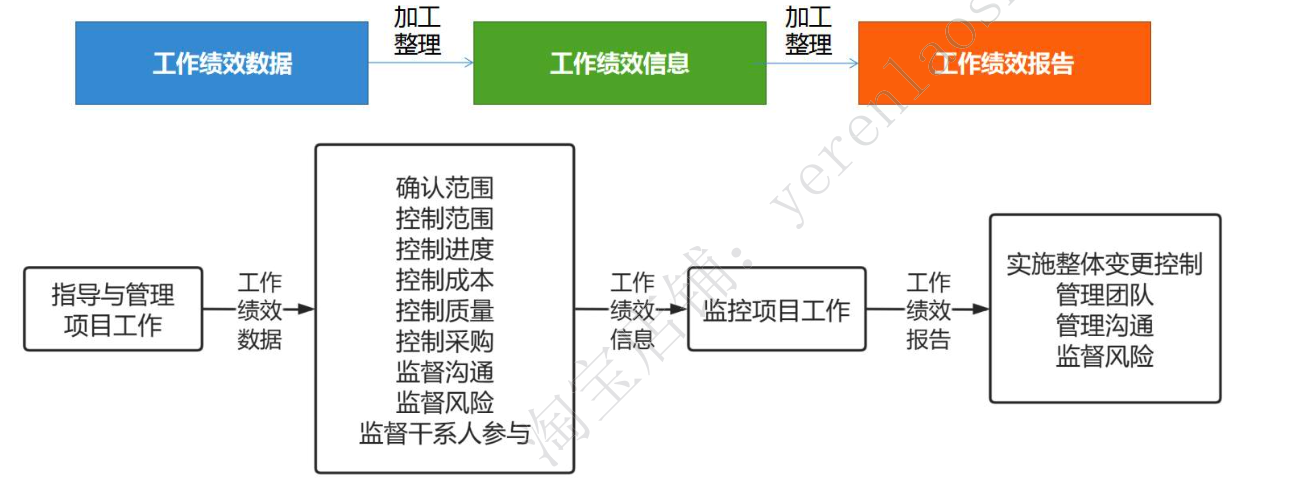 加工
整理
加工
整理
工作绩效数据
工作绩效信息
工作绩效报告
指导与管理
项目工作
工作
绩效
数据
确认范围
控制范围
控制进度
控制成本
控制质量
控制采购
监督沟通
监督风险
监督干系人参与
工作
绩效
信息
监控项目工作
工作
绩效
报告
实施整体变更控制
管理团队
管理沟通
监督风险
淘宝店铺：yerenlaos